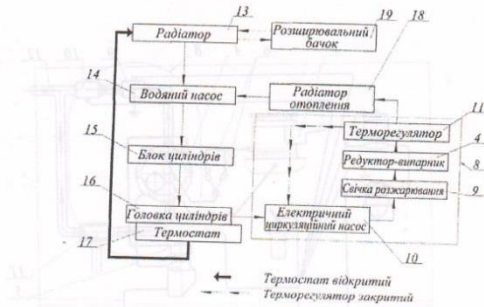 13
19
18
Радіатор
Розширювальний
бачок
14
Водяний насос
Радіатор
отоплення
11
Терморегулятор
15
4
Редуктор-випарник
Блок циліндрів
8
Свічка розжарювання
9
16
Головка циліндрів
Електричний
циркуляційний насос
17
Термостат
10
Термостат відкритий
Терморегулятор закритий